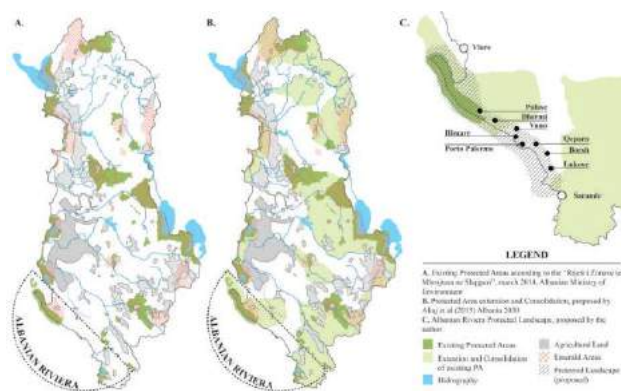 A.
B.
C.
Vlore
Palase
Dhermi
Vuno
Himare
Qeparo
Porto Palermo
Borsh
Lukove
Sarande
ALBANIAN RIVIERA
ALBANIAN RIVIERA
LEGEND
A. Existing Protected Areas according to the "Rrjeti i Zonave te
Mbrojtura ne Shqiperi", march 2014, Albanian Ministry of
Environment
B. Protected Area extension and Consolidation, proposed by
et al (2015) Albania 2030
C. Albanian Riviera Protected Landscape, proposed by the
author.
Existing Protected Areas
Extention and Consolidation
of existing PA
Hidrography
Agricultural Land
Emerald Areas
Protected Landscape
(proposed)